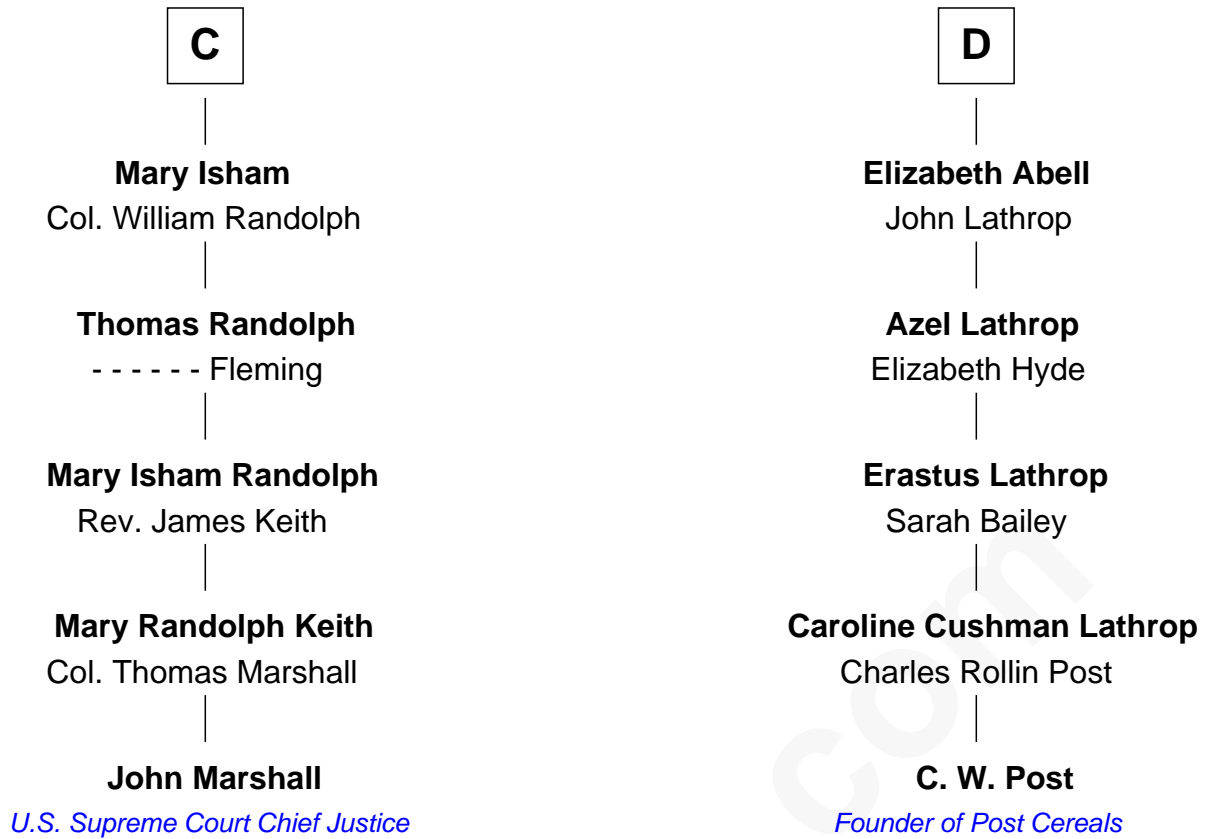 C
Mary Isham
Col. William Randolph
Thomas Randolph
- - - - - - Fleming
Mary Isham Randolph
Rev. James Keith
Mary Randolph Keith
Col. Thomas Marshall
John Marshall
U.S. Supreme Court Chief Justice
D
Elizabeth Abell
John Lathrop
Azel Lathrop
Elizabeth Hyde
Erastus Lathrop
Sarah Bailey
Caroline Cushman Lathrop
Charles Rollin Post
C. W. Post
Founder of Post Cereals
com